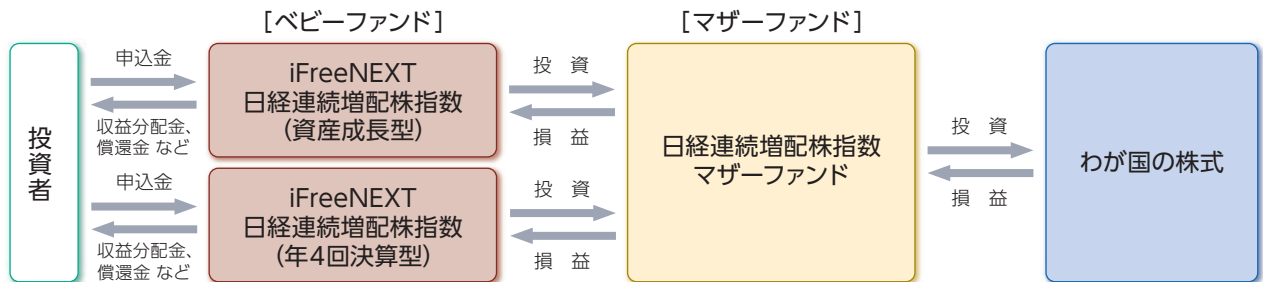 [ベビーファンド]
[マザーファンド]
投資者
申込金
収益分配金、
償還金 など
申込金
収益分配金、
償還金 など
iFreeNEXT
日経連続増配株指数
(資産成長型)
iFreeNEXT
日経連続増配株指数
(年4回決算型)
投 資
損 益
投 資
損 益
日経連続増配株指数
マザーファンド
投 資
損 益
わが国の株式